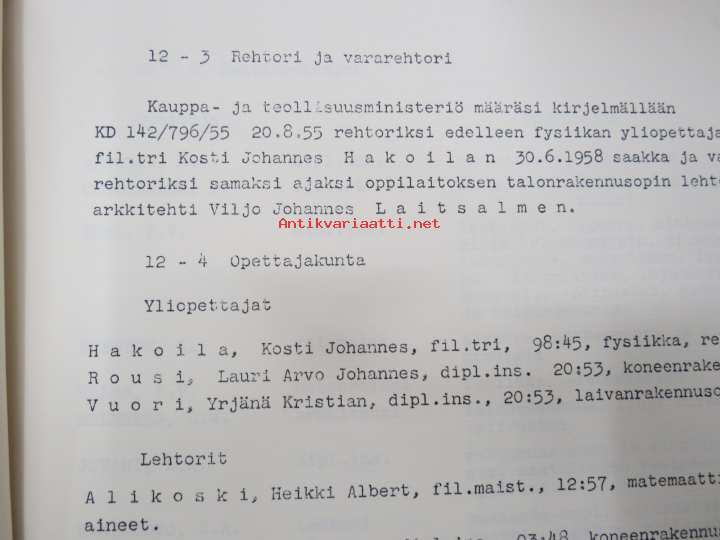 12 - 3 Rehtori ja vararehtori
Kauppa- ja teollisuusministeriö määräsi kirjelmällään
KD 142/796/55 20.8.55 rehtoriksi edelleen fysiikan yliopettaja
fil.tri Kosti Johannes H a k o i l a n 30.6.1958 saakka ja va
rehtoriksi samaksi ajaksi oppilaitoksen talonrakennusopin leht
arkkitehti Viljo Johannes L a i t s a l m e n.
Antikvariaatti.net
12 - 4 Opettajakunta
Yliopettajat
H a k o i l a, Kosti Johannes, fil.tri, 98:45, fysiikka, re
R o u s i, Lauri Arvo Johannes, dipl.ins. 20:53, koneenrake
V u o r i, Yrjänä Kristian, dipl.ins., 20:53, laivanrakennuso
Lehtorit
A l i k o s k i, Heikki Albert, fil.maist., 12:57, matemaatti
aineet.
03:48, koneenrakennus